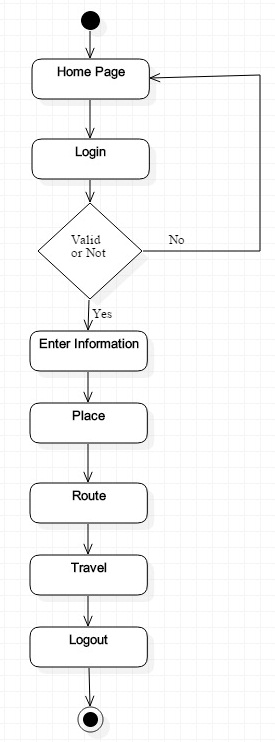 Home Page
Login
Valid
or Not
No
Yes
Enter Information
Place
Route
Travel
Logout